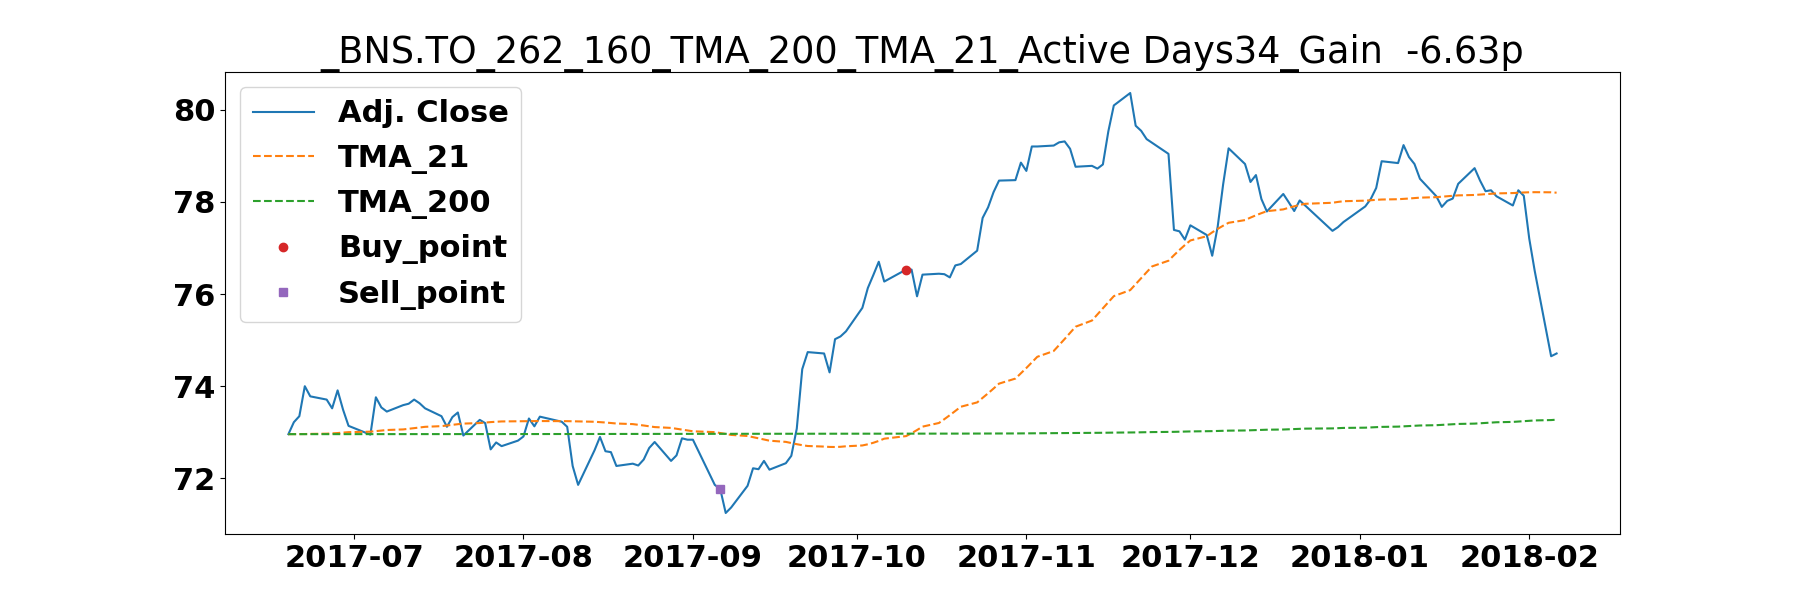 _BNS.TO_262_160_TMA_200_TMA_21_Active Days34_Gain  -6.63p
Adj. Close
TMA_21
TMA_200
Buy_point
Sell_point
80
78
76
74
72
2017-07 2017-08 2017-09 2017-10 2017-11 2017-12 2018-01 2018-02